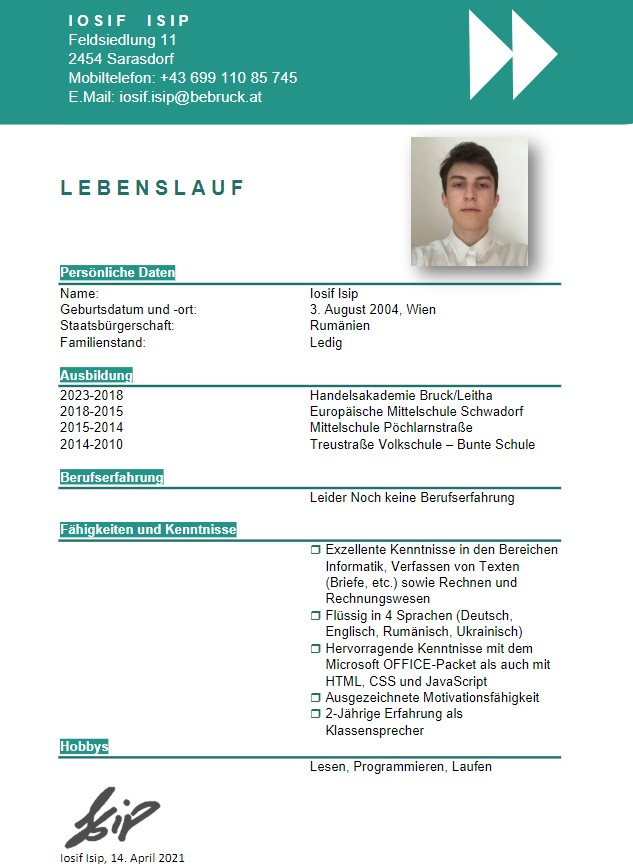 IOSIF ISIP
Feldsiedlung 11
2454 Sarasdorf
Mobiltelefon: +43 699 110 85 745
E.Mail: iosif.isip@bebruck.at
LEBENSLAUF
Persönliche Daten
Name: Iosif Isip
Geburtsdatum und -ort: 3. August 2004, Wien
Staatsbürgerschaft: Rumänien
Familienstand: Ledig
Ausbildung
2023-2018 Handelsakademie Bruck/Leitha
2018-2015 Europäische Mittelschule Schwadorf
2015-2014 Mittelschule Pöchlarnstraße
2014-2010 Treustraße Volkschule – Bunte Schule
Berufserfahrung
Leider Noch keine Berufserfahrung
Fähigkeiten und Kenntnisse
❒ Exzellente Kenntnisse in den Bereichen
Informatik, Verfassen von Texten
(Briefe, etc.) sowie Rechnen und
Rechnungswesen
❒ Flüssig in 4 Sprachen (Deutsch,
Englisch, Rumänisch, Ukrainisch)
❒ Hervorragende Kenntnisse mit dem
Microsoft OFFICE-Packet als auch mit
HTML, CSS und JavaScript
❒ Ausgezeichnete Motivationsfähigkeit
❒ 2-Jährige Erfahrung als
Klassensprecher
Hobbys
Lesen, Programmieren, Laufen
Isip
Iosif Isip, 14. April 2021